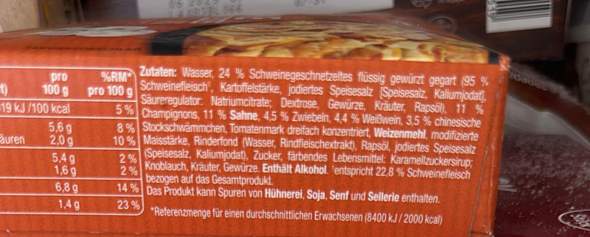 pro %RM*
t) 100 g pro 100 g
19 kJ /100 kcal 5 %
5,6 g 8 %
äuren 2,0 g 10 %
5,4 g 2 %
1,6 g 2 %
6,8 g 14 %
1,4 g 23 %
Zutaten: Wasser, 24 % Schweinegeschnetzeltes flüssig gewürzt gegart (95 %
Schweinefleisch¹, Kartoffelstärke, jodiertes Speisesalz [Speisesalz, Kaliumjodat],
Säureregulator: Natriumcitrate; Dextrose, Gewürze, Kräuter, Rapsöl), 11 %
Champignons, 11 % Sahne, 4,5 % Zwiebeln, 4,4 % Weißwein, 3,5 % chinesische
Stockschwämmchen, Tomatenmark dreifach konzentriert, Weizenmehl, modifizierte
Maisstärke, Rinderfond (Wasser, Rindfleischextrakt), Rapsöl, jodiertes Speisesalz
(Speisesalz, Kaliumjodat), Zucker, färbendes Lebensmittel: Karamellzuckersirup;
Knoblauch, Kräuter, Gewürze. Enthält Alkohol. ¹entspricht 22,8 % Schweinefleisch
bezogen auf das Gesamtprodukt.
Das Produkt kann Spuren von Hühnerei, Soja, Senf und Sellerie enthalten.
*Referenzmenge für einen durchschnittlichen Erwachsenen (8400 kJ / 2000 kcal)